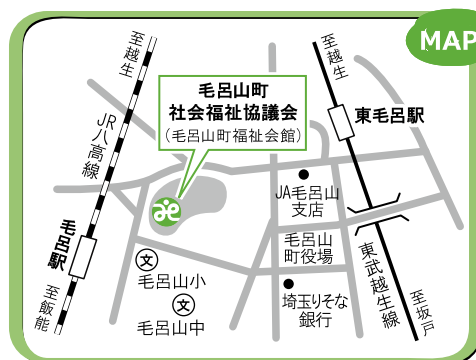 MAP
至越生
至越生
毛呂山町
社会福祉協議会
(毛呂山町福祉会館)
東毛呂駅
JR八高線
JA毛呂山
支店
毛呂駅
毛呂山
町役場
文
毛呂山小
文
毛呂山中
埼玉りそな
銀行
東武越生線
至飯能
至坂戸